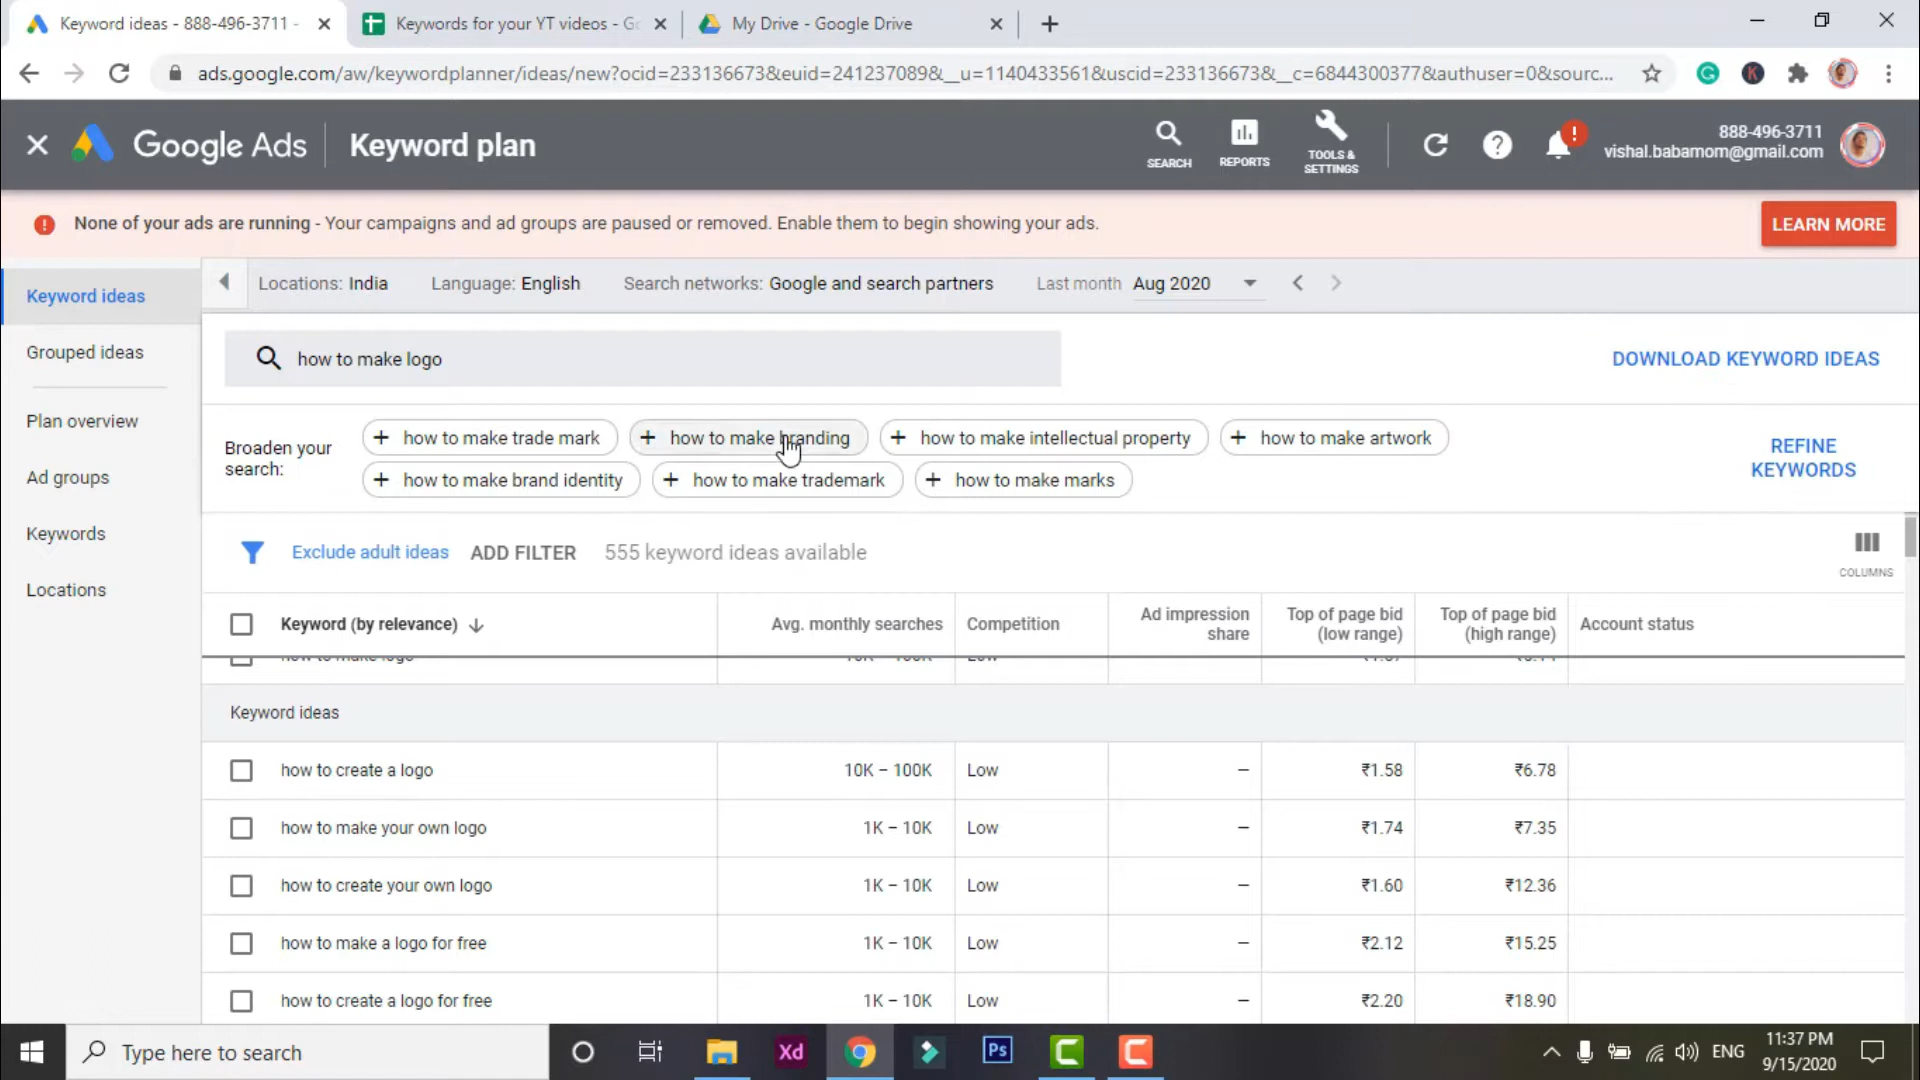 Keyword ideas - 888-496-3711 -
Keywords for your YT videos - Go
My Drive - Google Drive
ads.google.com/aw/keywordplanner/ideas/new?ocid=233136673&euid=241237089&__u=1140433561&uscid=233136673&__c=6844300377&authuser=0&sourc...
Google Ads
Keyword plan
SEARCH
REPORTS
TOOLS &
SETTINGS
888-496-3711
vishal.babamom@gmail.com
None of your ads are running - Your campaigns and ad groups are paused or removed. Enable them to begin showing your ads.
LEARN MORE
Keyword ideas
Grouped ideas
Plan overview
Ad groups
Keywords
Locations
Locations: India
Language: English
Search networks: Google and search partners
Last month Aug 2020
how to make logo
DOWNLOAD KEYWORD IDEAS
Broaden your
search:
+ how to make trade mark
+ how to make branding
+ how to make intellectual property
+ how to make artwork
+ how to make brand identity
+ how to make trademark
+ how to make marks
REFINE
KEYWORDS
Exclude adult ideas
ADD FILTER
555 keyword ideas available
COLUMNS
Keyword (by relevance)
Avg. monthly searches
Competition
Ad impression
share
Top of page bid
(low range)
Top of page bid
(high range)
Account status
how to make logo
Keyword ideas
how to create a logo 10K – 100K Low – ₹1.58 ₹6.78
how to make your own logo 1K – 10K Low – ₹1.74 ₹7.35
how to create your own logo 1K – 10K Low – ₹1.60 ₹12.36
how to make a logo for free 1K – 10K Low – ₹2.12 ₹15.25
how to create a logo for free 1K – 10K Low – ₹2.20 ₹18.90
Type here to search
Xd
Ps
ENG
11:37 PM
9/15/2020